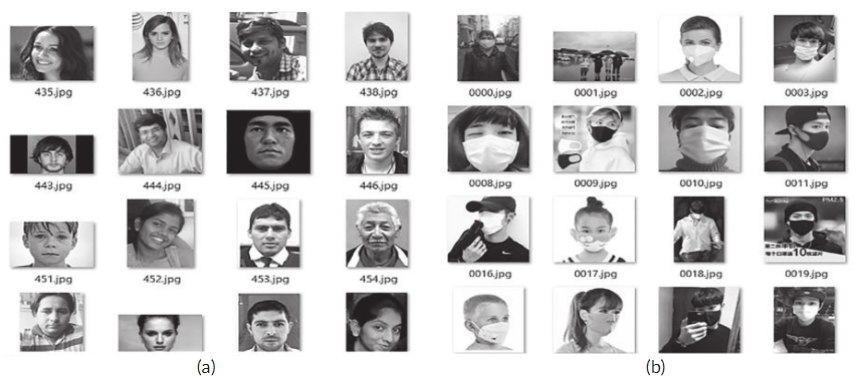 435.jpg 436.jpg 437.jpg 438.jpg
443.jpg 444.jpg 445.jpg 446.jpg
451.jpg 452.jpg 453.jpg 454.jpg
(a)
0000.jpg 0001.jpg 0002.jpg 0003.jpg
0008.jpg 0009.jpg 0010.jpg 0011.jpg
PM2.5
10
0016.jpg 0017.jpg 0018.jpg 0019.jpg
(b)